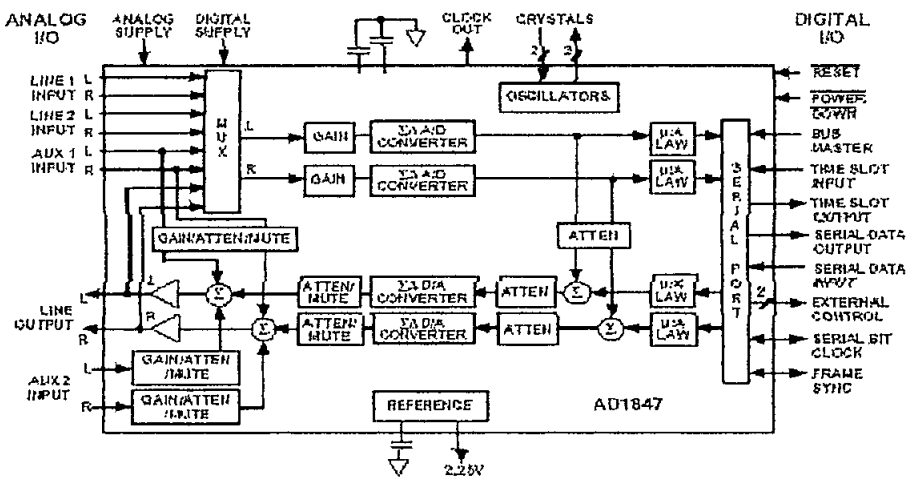 ANALOG I/O
ANALOG SUPPLY
DIGITAL SUPPLY
CLOCK OUT
CRYSTALS
DIGITAL I/O
2
3
OSCILLATORS
LINE 1 INPUT
L
R
LINE 2 INPUT
L
R
AUX 1 INPUT
L
R
MUX
L
R
GAIN
ΣΔ A/D CONVERTER
μ/A LAW
GAIN
ΣΔ A/D CONVERTER
μ/A LAW
SERIAL PORT
RESET
POWER DOWN
BUS MASTER
TIME SLOT INPUT
TIME SLOT OUTPUT
SERIAL DATA OUTPUT
SERIAL DATA INPUT
2
EXTERNAL CONTROL
SERIAL BIT CLOCK
FRAME SYNC
GAIN/ATTEN/MUTE
ATTEN
LINE OUTPUT
L
R
L
R
Σ
ATTEN/MUTE
ΣΔ D/A CONVERTER
ATTEN
Σ
μ/A LAW
Σ
ATTEN/MUTE
ΣΔ D/A CONVERTER
ATTEN
Σ
μ/A LAW
AUX 2 INPUT
L
R
GAIN/ATTEN/MUTE
GAIN/ATTEN/MUTE
REFERENCE
AD1847
2.25V